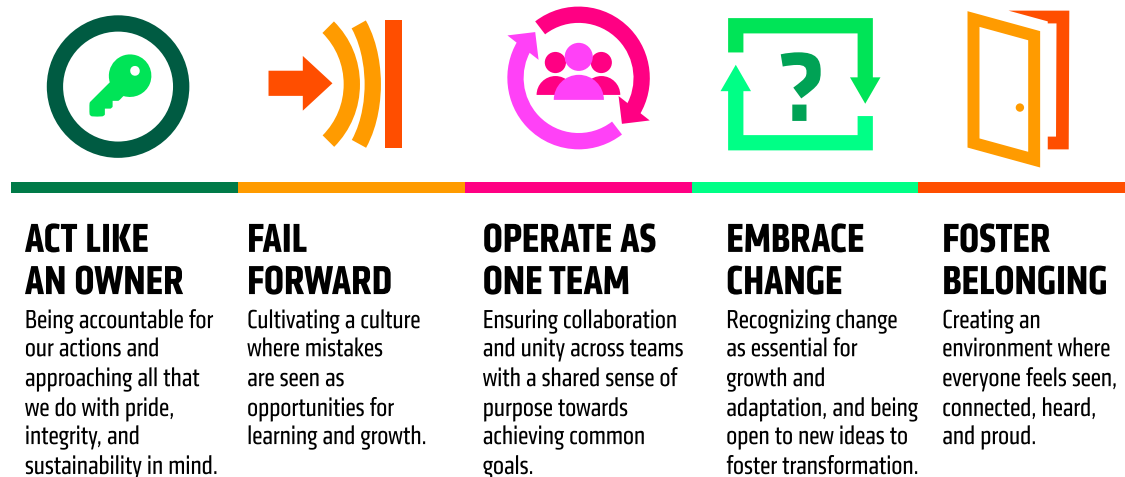 ?
ACT LIKE
AN OWNER
Being accountable for
our actions and
approaching all that
we do with pride,
integrity, and
sustainability in mind.
FAIL
FORWARD
Cultivating a culture
where mistakes
are seen as
opportunities for
learning and growth.
OPERATE AS
ONE TEAM
Ensuring collaboration
and unity across teams
with a shared sense of
purpose towards
achieving common
goals.
EMBRACE
CHANGE
Recognizing change
as essential for
growth and
adaptation, and being
open to new ideas to
foster transformation.
FOSTER
BELONGING
Creating an
environment where
everyone feels seen,
connected, heard,
and proud.